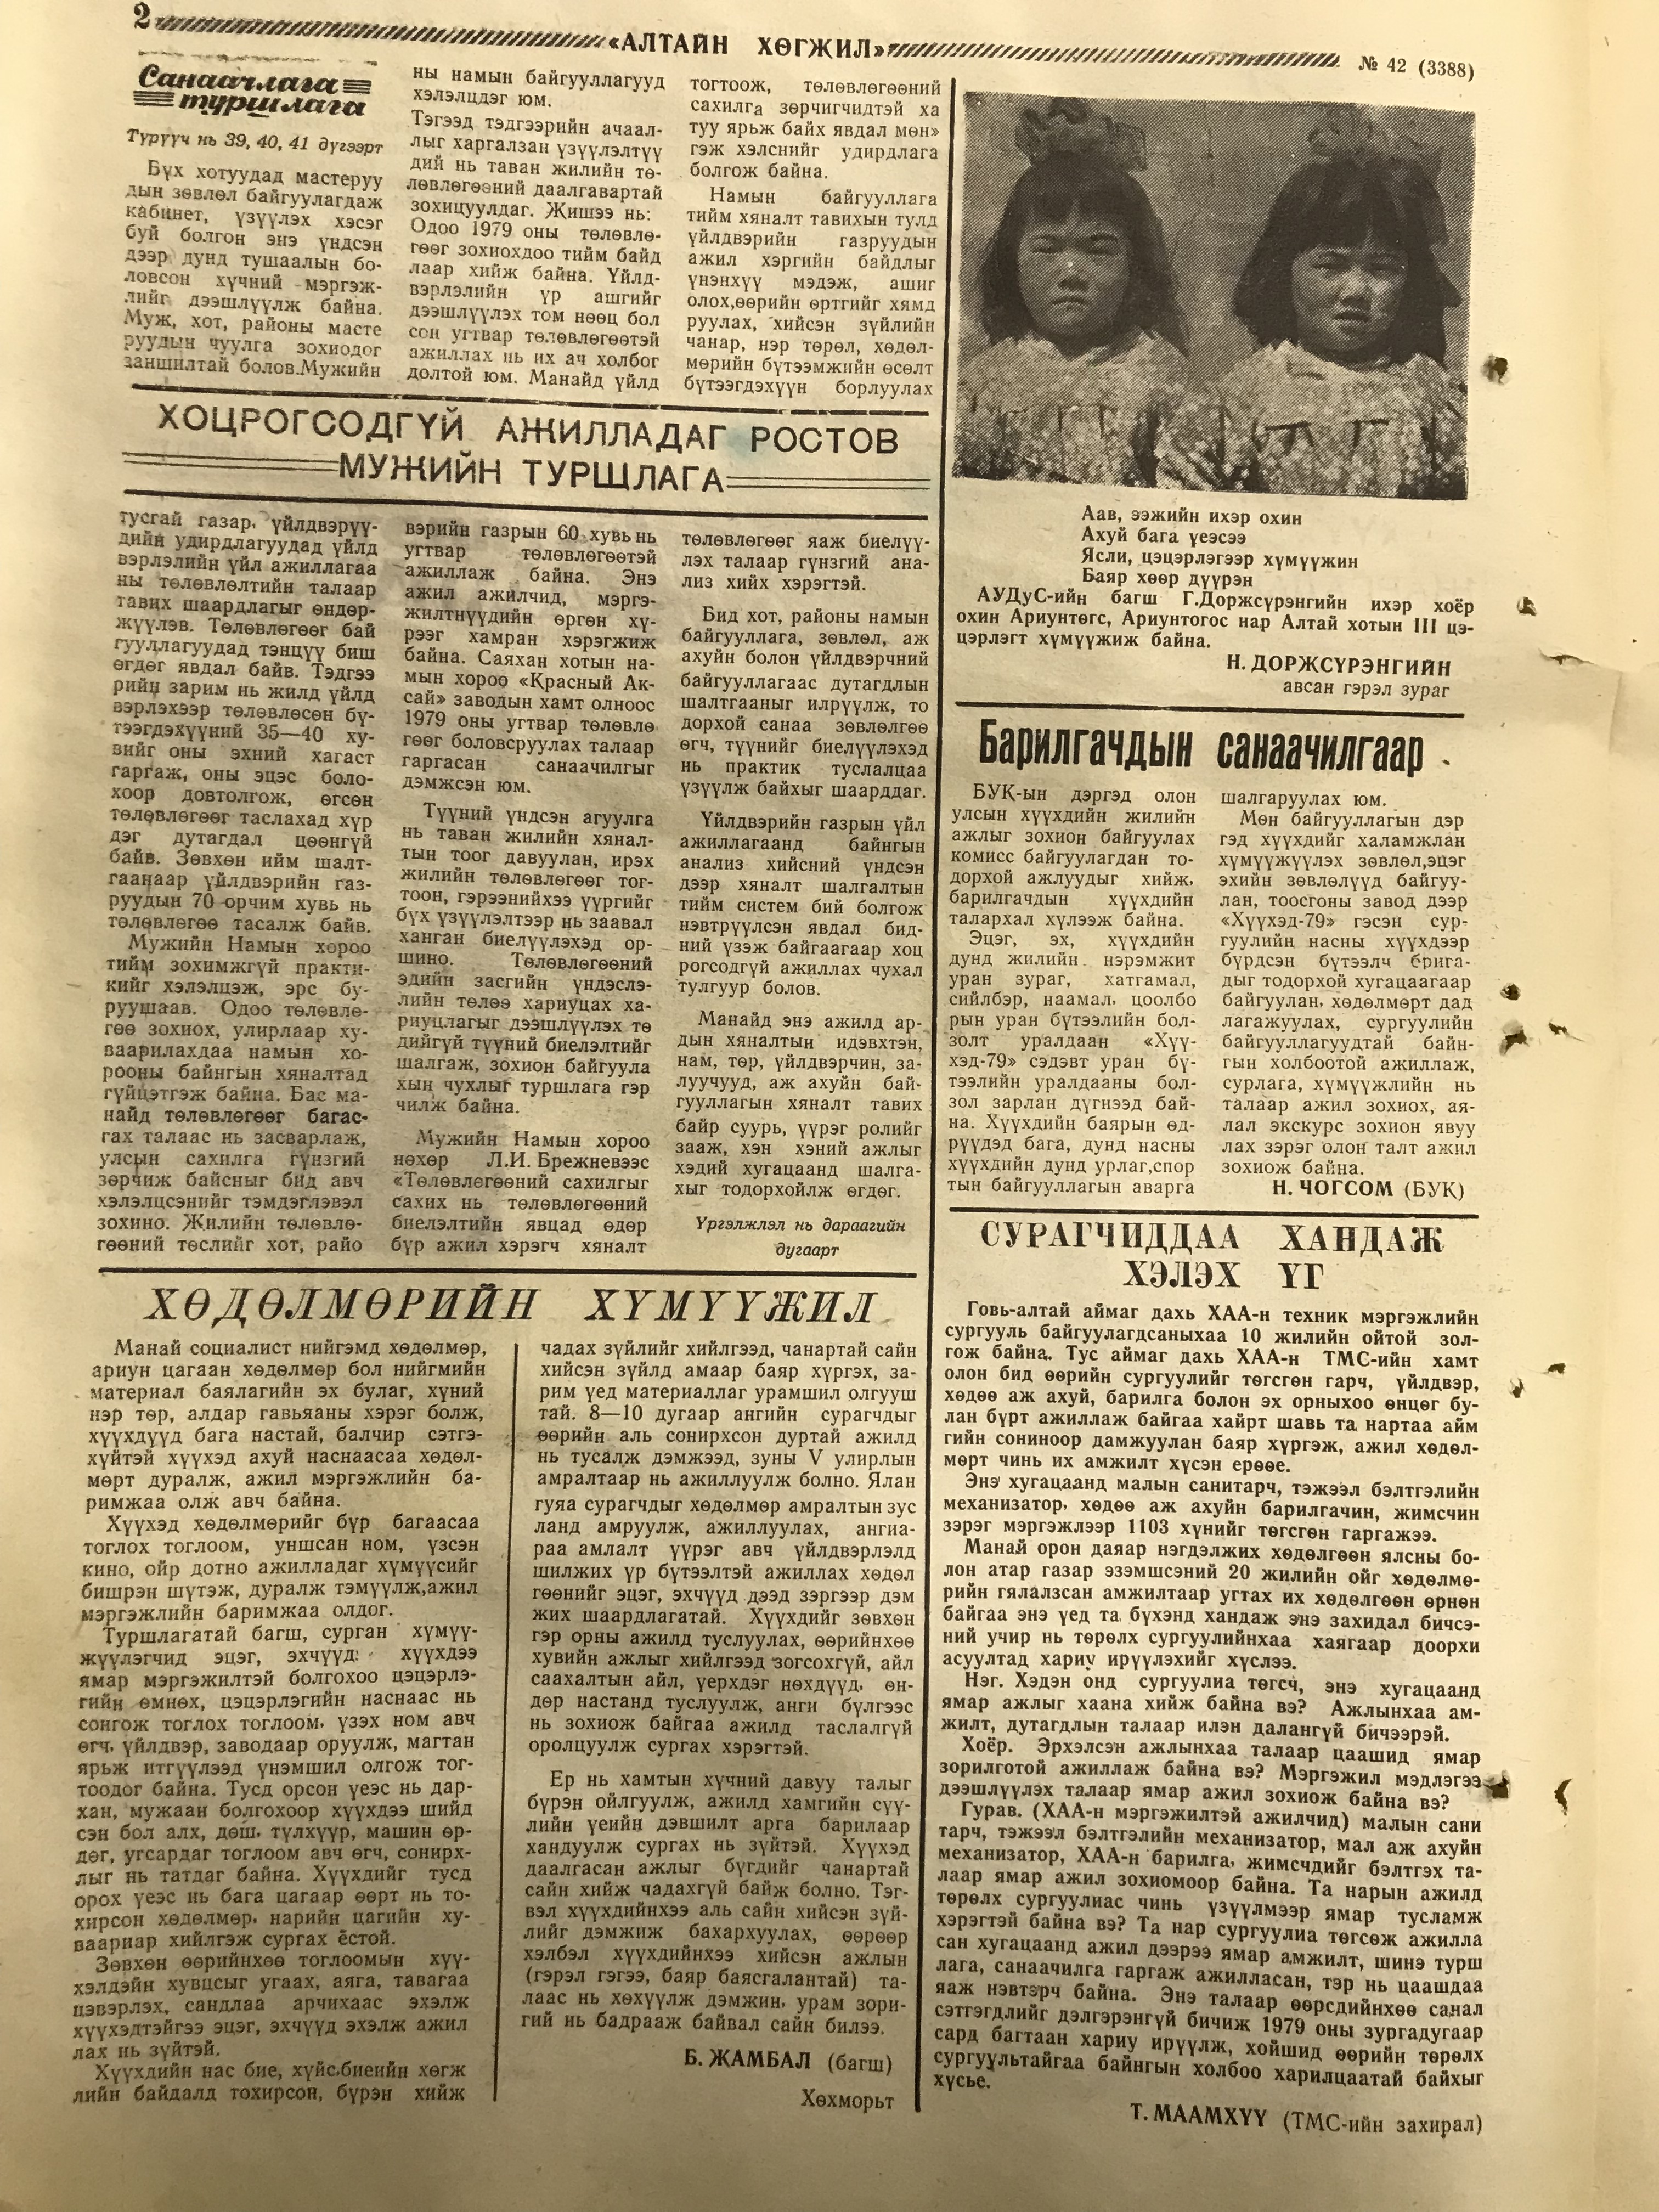 2
«АЛТАЙН ХӨГЖИЛ»
№ 42 (3388)
Санаачлага
туршлага
Түрүүч нь 39, 40, 41 дүгээрт
Бүх хотуудад мастеруу
дын зөвлөл байгуулагдаж
кабинет, үзүүлэх хэсэг
буй болгон энэ үндсэн
дээр дунд тушаалын бо-
ловсон хүчний мэргэж-
лийг дээшлүүлж байна.
Муж, хот, районы масте
руудын чуулга зохиодог
заншилтай болов.Мужийн
ны намын байгууллагууд
хэлэлцдэг юм.
Тэгээд тэдгээрийн ачаал-
лыг харгалзан үзүүлэлтүү
дий нь таван жилийн тө-
лөвлөгөөний даалгавартай
зохицуулдаг. Жишээ нь:
Одоо 1979 оны төлөвлө-
гөөг зохиохдоо тийм байд
лаар хийж байна. Үйлд-
вэрлэлийн үр ашгийг
дээшлүүлэх том нөөц бол
сон угтвар төлөвлөгөөтэй
ажиллах нь их ач холбог
долтой юм. Манайд үйлд
тогтоож, төлөвлөгөөний
сахилга зөрчигчидтэй ха
туу ярьж байх явдал мөн»
гэж хэлснийг удирдлага
болгож байна.
Намын байгууллага
тийм хяналт тавихын тулд
үйлдвэрийн газруудын
ажил хэргийн байдлыг
үнэнхүү мэдэж, ашиг
олох,өөрийн өртгийг хямд
руулах, хийсэн зүйлийн
чанар, нэр төрөл, хөдөл-
мөрийн бүтээмжийн өсөлт
бүтээгдэхүүн борлуулах
ХОЦРОГСОДГҮЙ АЖИЛЛАДАГ РОСТОВ
МУЖИЙН ТУРШЛАГА
тусгай газар, үйлдвэрүү-
дийн удирдлагуудад үйлд
вэрлэлийн үйл ажиллагаа
ны төлөвлөлтийн талаар
тавих шаардлагыг өндөр-
жүүлэв. Төлөвлөгөөг бай
гууллагуудад тэнцүү биш
өгдөг явдал байв. Тэдгээ
рийн зарим нь жилд үйлд
вэрлэхээр төлөвлөсөн бү-
тээгдэхүүний 35—40 ху-
вийг оны эхний хагаст
гаргаж, оны эцэс боло-
хоор довтолгож, өгсөн
төлөвлөгөөг таслахад хүр
дэг дутагдал цөөнгүй
байв. Зөвхөн ийм шалт-
гаанаар үйлдвэрийн газ-
руудын 70 орчим хувь нь
төлөвлөгөө тасалж байв.
Мужийн Намын хороо
тийм зохимжгүй практи-
кийг хэлэлцэж, эрс бу-
рууşаав. Одоо төлөвлө-
гөө зохиох, улирлаар ху-
ваарилахдаа намын хо-
рооны байнгын хяналтад
гүйцэтгэж байна. Бас ма-
найд төлөвлөгөөг багас-
гах талаас нь засварлаж,
улсын сахилга гүнзгий
зөрчиж байсныг бид авч
хэлэлцсэнийг тэмдэглэвэл
зохино. Жилийн төлөвлө-
гөөний төслийг хот, райо
вэрийн газрын 60 хувь нь
угтвар төлөвлөгөөтэй
ажиллаж байна. Энэ
ажил ажилчид, мэргэ-
жилтнүүдийн өргөн хү-
рээг хамран хэрэгжиж
байна. Саяхан хотын на-
мын хороо «Красный Ак-
сай» заводын хамт олноос
1979 оны угтвар төлөвлө
гөөг боловсруулах талаар
гаргасан санаачилгыг
дэмжсэн юм.
Түүний үндсэн агуулга
нь таван жилийн хянал-
тын тоог давуулан, ирэх
жилийн төлөвлөгөөг тог-
тоон, гэрээнийхээ үүргийг
бүх үзүүлэлтээр нь заавал
ханган биелүүлэхэд ор-
шино. Төлөвлөгөөний
эдийн засгийн үндэслэ-
лийн төлөө хариуцах ха-
риуцлагыг дээшлүүлэх тө
дийгүй түүний биелэлтийг
шалгаж, зохион байгуула
хын чухлыг туршлага гэр
чилж байна.
Мужийн Намын хороо
нөхөр Л.И. Брежневээс
«Төлөвлөгөөний сахилгыг
сахих нь төлөвлөгөөний
биелэлтийн явцад өдөр
бүр ажил хэрэгч хяналт
төлөвлөгөөг яаж биелүү-
лэх талаар гүнзгий ана-
лиз хийх хэрэгтэй.
Бид хот, районы намын
байгууллага, зөвлөл, аж
ахуйн болон үйлдвэрчний
байгууллагаас дутагдлын
шалтгааныг илрүүлж, то
дорхой санаа зөвлөлгөө
өгч, түүнийг биелүүлэхэд
нь практик туслалцаа
үзүүлж байхыг шаарддаг.
Үйлдвэрийн газрын үйл
ажиллагаанд байнгын
анализ хийсний үндсэн
дээр хяналт шалгалтын
тийм систем бий болгож
нэвтрүүлсэн явдал бид-
ний үзэж байгаагаар хоц
рогсодгүй ажиллах чухал
тулгуур болов.
Манайд энэ ажилд ар-
дын хяналтын идэвхтэн,
нам, төр, үйлдвэрчин, за-
луучууд, аж ахуйн бай-
гууллагын хяналт тавих
байр суурь, үүрэг ролийг
зааж, хэн хэний ажлыг
хэдий хугацаанд шалга-
хыг тодорхойлж өгдөг.
Үргэлжлэл нь дараагийн
дугаарт
Аав, ээжийн ихэр охин
Ахуй бага үеэсээ
Ясли, цэцэрлэгээр хүмүүжин
Баяр хөөр дүүрэн
АУДуС-ийн багш Г.Доржсүрэнгийн ихэр хоёр
охин Ариунтөгс, Ариунтогос нар Алтай хотын III цэ-
цэрлэгт хүмүүжиж байна.
Н. ДОРЖСҮРЭНГИЙН
авсан гэрэл зураг
Барилгачдын санаачилгаар
БУК-ын дэргэд олон
улсын хүүхдийн жилийн
ажлыг зохион байгуулах
комисс байгуулагдан то-
дорхой ажлуудыг хийж,
барилгачдын хүүхдийн
талархал хүлээж байна.
Эцэг, эх, хүүхдийн
дунд жилийн нэрэмжит
уран зураг, хатгамал,
сийлбэр, наамал, цоолбо
рын уран бүтээлийн бол-
золт уралдаан «Хүү-
хэд-79» сэдэвт уран бү-
тээлийн уралдааны бол-
зол зарлан дүгнээд бай-
на. Хүүхдийн баярын өд-
рүүдэд бага, дунд насны
хүүхдийн дунд урлаг,спор
тын байгууллагын аварга
шалгаруулах юм.
Мөн байгууллагын дэр
гэд хүүхдийг халамжлан
хүмүүжүүлэх зөвлөл,эцэг
эхийн зөвлөлүүд байгуу-
лан, тоосгоны завод дээр
«Хүүхэд-79» гэсэн сур-
гуулийн насны хүүхдээр
бүрдсэн бүтээлч брига-
дыг тодорхой хугацаагаар
байгуулан, хөдөлмөрт дад
лагажуулах, сургуулийн
байгууллагуудтай байн-
гын холбоотой ажиллаж,
сурлага, хүмүүжлийн нь
талаар ажил зохиох, ая-
лал экскурс зохион явуу
лах зэрэг олон талт ажил
зохиож байна.
Н. ЧОГСОМ (БУК)
СУРАГЧИДДАА ХАНДАЖ
ХЭЛЭХ ҮГ
Говь-алтай аймаг дахь ХАА-н техник мэргэжлийн
сургууль байгуулагдсаныхаа 10 жилийн ойтой зол-
гож байна. Тус аймаг дахь ХАА-н ТМС-ийн хамт
олон бид өөрийн сургуулийг төгсгөн гарч, үйлдвэр,
хөдөө аж ахуй, барилга болон эх орныхоо өнцөг бу-
лан бүрт ажиллаж байгаа хайрт шавь та нартаа айм
гийн сониноор дамжуулан баяр хүргэж, ажил хөдөл-
мөрт чинь их амжилт хүсэн ерөөе.
Энэ хугацаанд малын санитарч, тэжээл бэлтгэлийн
механизатор, хөдөө аж ахуйн барилгачин, жимсчин
зэрэг мэргэжлээр 1103 хүнийг төгсгөн гаргажээ.
Манай орон даяар нэгдэлжих хөдөлгөөн ялсны бо-
лон атар газар эзэмшсэний 20 жилийн ойг хөдөлмө-
рийн гялалзсан амжилтаар угтах их хөдөлгөөн өрнөн
байгаа энэ үед та бүхэнд хандаж энэ захидал бичсэ-
ний учир нь төрөлх сургуулийнхаа хаягаар доорхи
асуултад хариу ирүүлэхийг хүслээ.
Нэг. Хэдэн онд сургуулиа төгсч, энэ хугацаанд
ямар ажлыг хаана хийж байна вэ? Ажлынхаа ам-
жилт, дутагдлын талаар илэн далангүй бичээрэй.
Хоёр. Эрхэлсэн ажлынхаа талаар цаашид ямар
зорилготой ажиллаж байна вэ? Мэргэжил мэдлэгээ
дээшлүүлэх талаар ямар ажил зохиож байна вэ?
Гурав. (ХАА-н мэргэжилтэй ажилчид) малын сани
тарч, тэжээл бэлтгэлийн механизатор, мал аж ахуйн
механизатор, ХАА-н барилга, жимсчдийг бэлтгэх та-
лаар ямар ажил зохиомоор байна. Та нарын ажилд
төрөлх сургуулиас чинь үзүүлмээр ямар тусламж
хэрэгтэй байна вэ? Та нар сургуулиа төгсөж ажилла
сан хугацаанд ажил дээрээ ямар амжилт, шинэ турш
лага, санаачилга гаргаж ажилласан, тэр нь цаашдаа
яаж нэвтэрч байна. Энэ талаар өөрсдийнхөө санал
сэтгэгдлийг дэлгэрэнгүй бичиж 1979 оны зургадугаар
сард багтаан хариу ирүүлж, хойшид өөрийн төрөлх
сургуультайгаа байнгын холбоо харилцаатай байхыг
хүсье.
Т. МААМХҮҮ (ТМС-ийн захирал)
ХӨДӨЛМӨРИЙН ХҮМҮҮЖИЛ
Манай социалист нийгэмд хөдөлмөр,
ариун цагаан хөдөлмөр бол нийгмийн
материал баялагийн эх булаг, хүний
нэр төр, алдар гавьяаны хэрэг болж,
хүүхдүүд бага настай, балчир сэтгэ-
хүйтэй хүүхэд ахуй наснаасаа хөдөл-
мөрт дуралж, ажил мэргэжлийн ба-
римжаа олж авч байна.
Хүүхэд хөдөлмөрийг бүр багаасаа
тоглох тоглоом, уншсан ном, үзсэн
кино, ойр дотно ажилладаг хүмүүсийг
бишрэн шүтэж, дуралж тэмүүлж,ажил
мэргэжлийн баримжаа олдог.
Туршлагатай багш, сурган хүмүү-
жүүлэгчид эцэг, эхчүүд: хүүхдээ
ямар мэргэжилтэй болгохоо цэцэрлэ-
гийн өмнөх, цэцэрлэгийн наснаас нь
сонгож тоглох тоглоом, үзэх ном авч
өгч, үйлдвэр, заводаар оруулж, магтан
ярьж итгүүлээд үнэмшил олгож тог-
тоодог байна. Тусд орсон үеэс нь дар-
хан, мужаан болгохоор хүүхдээ шийд
сэн бол алх, дөш, түлхүүр, машин өр-
дөг, угсардаг тоглоом авч өгч, сонирх-
лыг нь татдаг байна. Хүүхдийг тусд
орох үеэс нь бага цагаар өөрт нь то-
хирсон хөдөлмөр, нарийн цагийн ху-
ваариар хийлгэж сургах ёстой.
Зөвхөн өөрийнхөө тоглоомын хүү-
хэлдэйн хувцсыг угаах, аяга, тавагаа
цэвэрлэх, сандлаа арчихаас эхэлж
хүүхэдтэйгээ эцэг, эхчүүд эхэлж ажил
лах нь зүйтэй.
Хүүхдийн нас бие, хүйс,биеийн хөгж
лийн байдалд тохирсон, бүрэн хийж
чадах зүйлийг хийлгээд, чанартай сайн
хийсэн зүйлд амаар баяр хүргэх, за-
рим үед материаллаг урамшил олгууш
тай. 8—10 дугаар ангийн сурагчдыг
өөрийн аль сонирхсон дуртай ажилд
нь тусалж дэмжээд, зуны V улирлын
амралтаар нь ажиллуулж болно. Ялан
гуяа сурагчдыг хөдөлмөр амралтын зус
ланд амруулж, ажиллуулах, ангиа-
раа амлалт үүрэг авч үйлдвэрлэлд
шилжих үр бүтээлтэй ажиллах хөдөл
гөөнийг эцэг, эхчүүд дээд зэргээр дэм
жих шаардлагатай. Хүүхдийг зөвхөн
гэр орны ажилд туслуулах, өөрийнхөө
хувийн ажлыг хийлгээд зогсохгүй, айл
саахалтын айл, үерхдэг нөхдүүд, өн-
дөр настанд туслуулж, анги бүлгээс
нь зохиож байгаа ажилд таслалгүй
оролцуулж сургах хэрэгтэй.
Ер нь хамтын хүчний давуу талыг
бүрэн ойлгуулж, ажилд хамгийн сүү-
лийн үеийн дэвшилт арга барилаар
хандуулж сургах нь зүйтэй. Хүүхэд
даалгасан ажлыг бүгдийг чанартай
сайн хийж чадахгүй байж болно. Тэг-
вэл хүүхдийнхээ аль сайн хийсэн зүй-
лийг дэмжиж бахархуулах, өөрөөр
хэлбэл хүүхдийнхээ хийсэн ажлын
(гэрэл гэгээ, баяр баясгалантай) та-
лаас нь хөхүүлж дэмжин, урам зори-
гий нь бадрааж байвал сайн билээ.
Б. ЖАМБАЛ (багш)
Хөхморьт